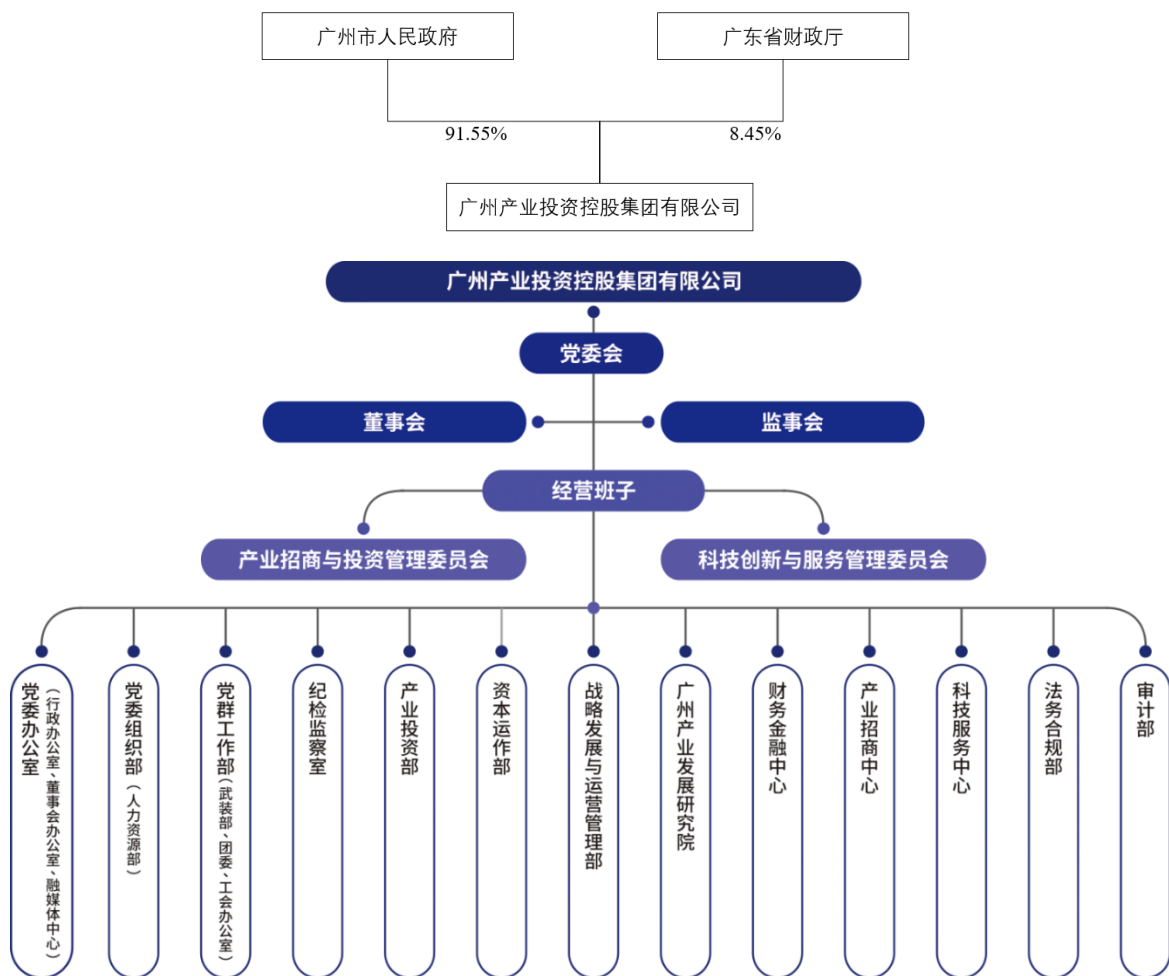 广州市人民政府
广东省财政厅
91.55%
8.45%
广州产业投资控股集团有限公司
广州产业投资控股集团有限公司
党委会
董事会
监事会
经营班子
产业招商与投资管理委员会
科技创新与服务管理委员会
党委办公室
（行政办公室、董事会办公室、融媒体中心）
党委组织部（人力资源部）
党群工作部（武装部、团委、工会办公室）
纪检监察室
产业投资部
资本运作部
战略发展与运营管理部
广州产业发展研究院
财务金融中心
产业招商中心
科技服务中心
法务合规部
审计部